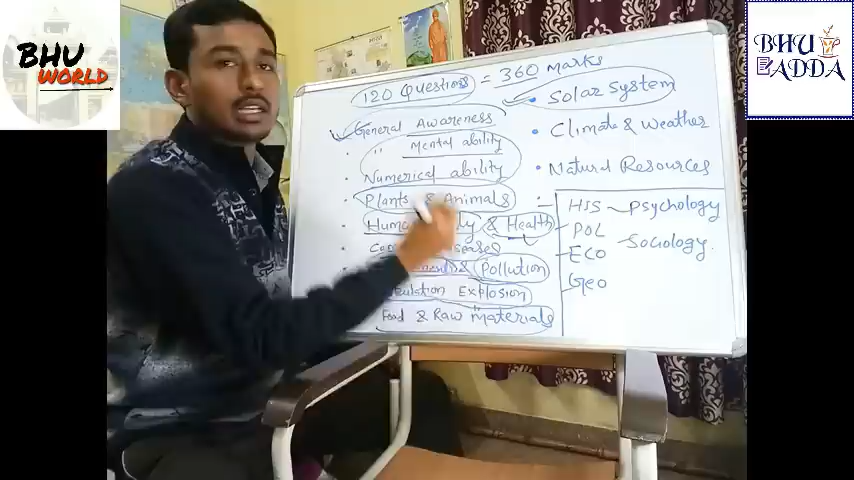 BHU
WORLD
BHU
ADDA
120 Questions = 360 marks
General Awareness
" Mental ability
Numerical ability
Plants & Animals
& Health
& Pollution
Explosion
Food & Raw materials
Solar System
Climate & Weather
Natural Resources
HIS - Psychology
POL
- Sociology.
ECO
Geo